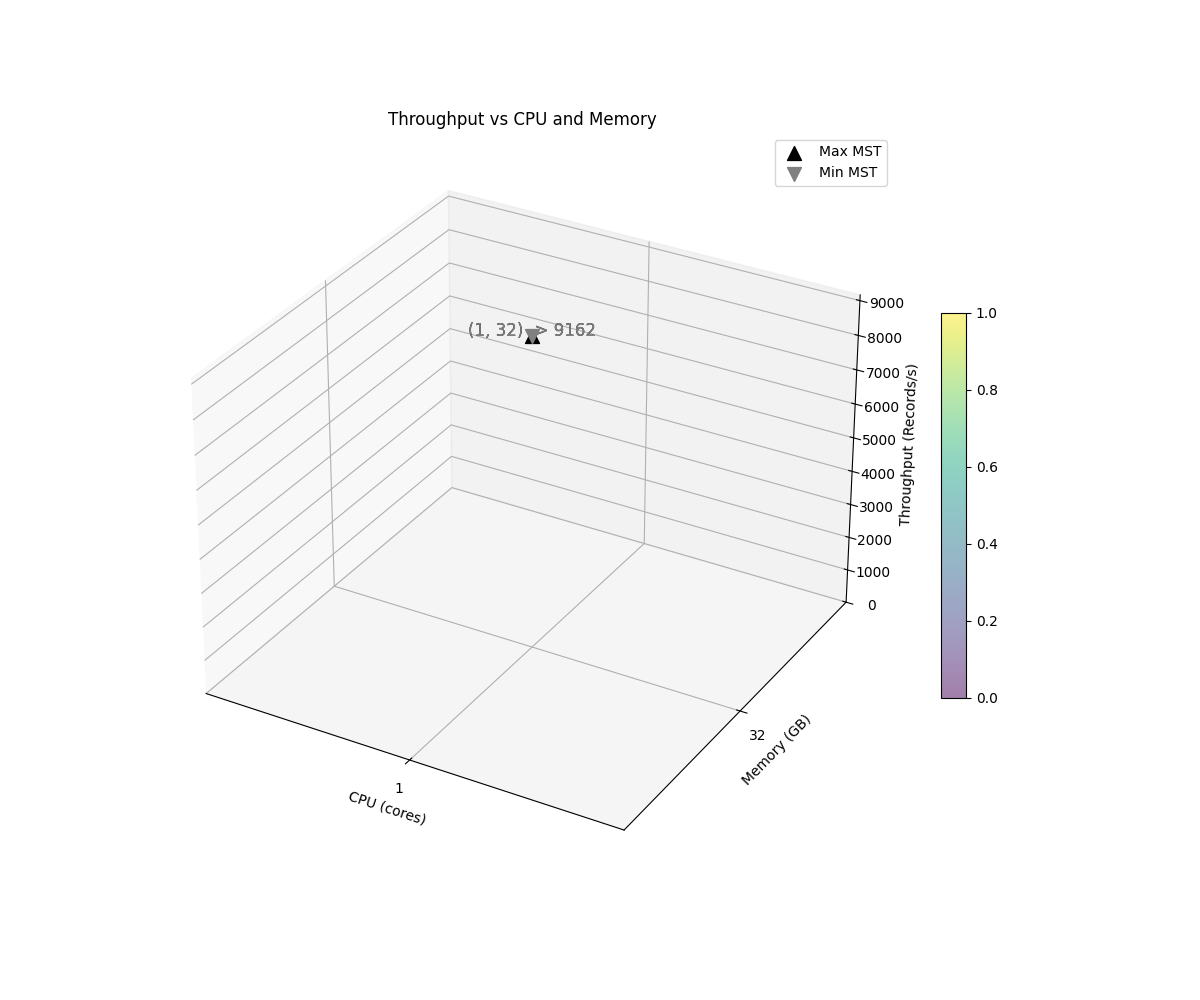 Throughput vs CPU and Memory
Max MST
Min MST
(1, 32) -> 9162
9000
8000
7000
6000
5000
4000
3000
2000
1000
0
Throughput (Records/s)
1.0
0.8
0.6
0.4
0.2
0.0
32
Memory (GB)
1
CPU (cores)